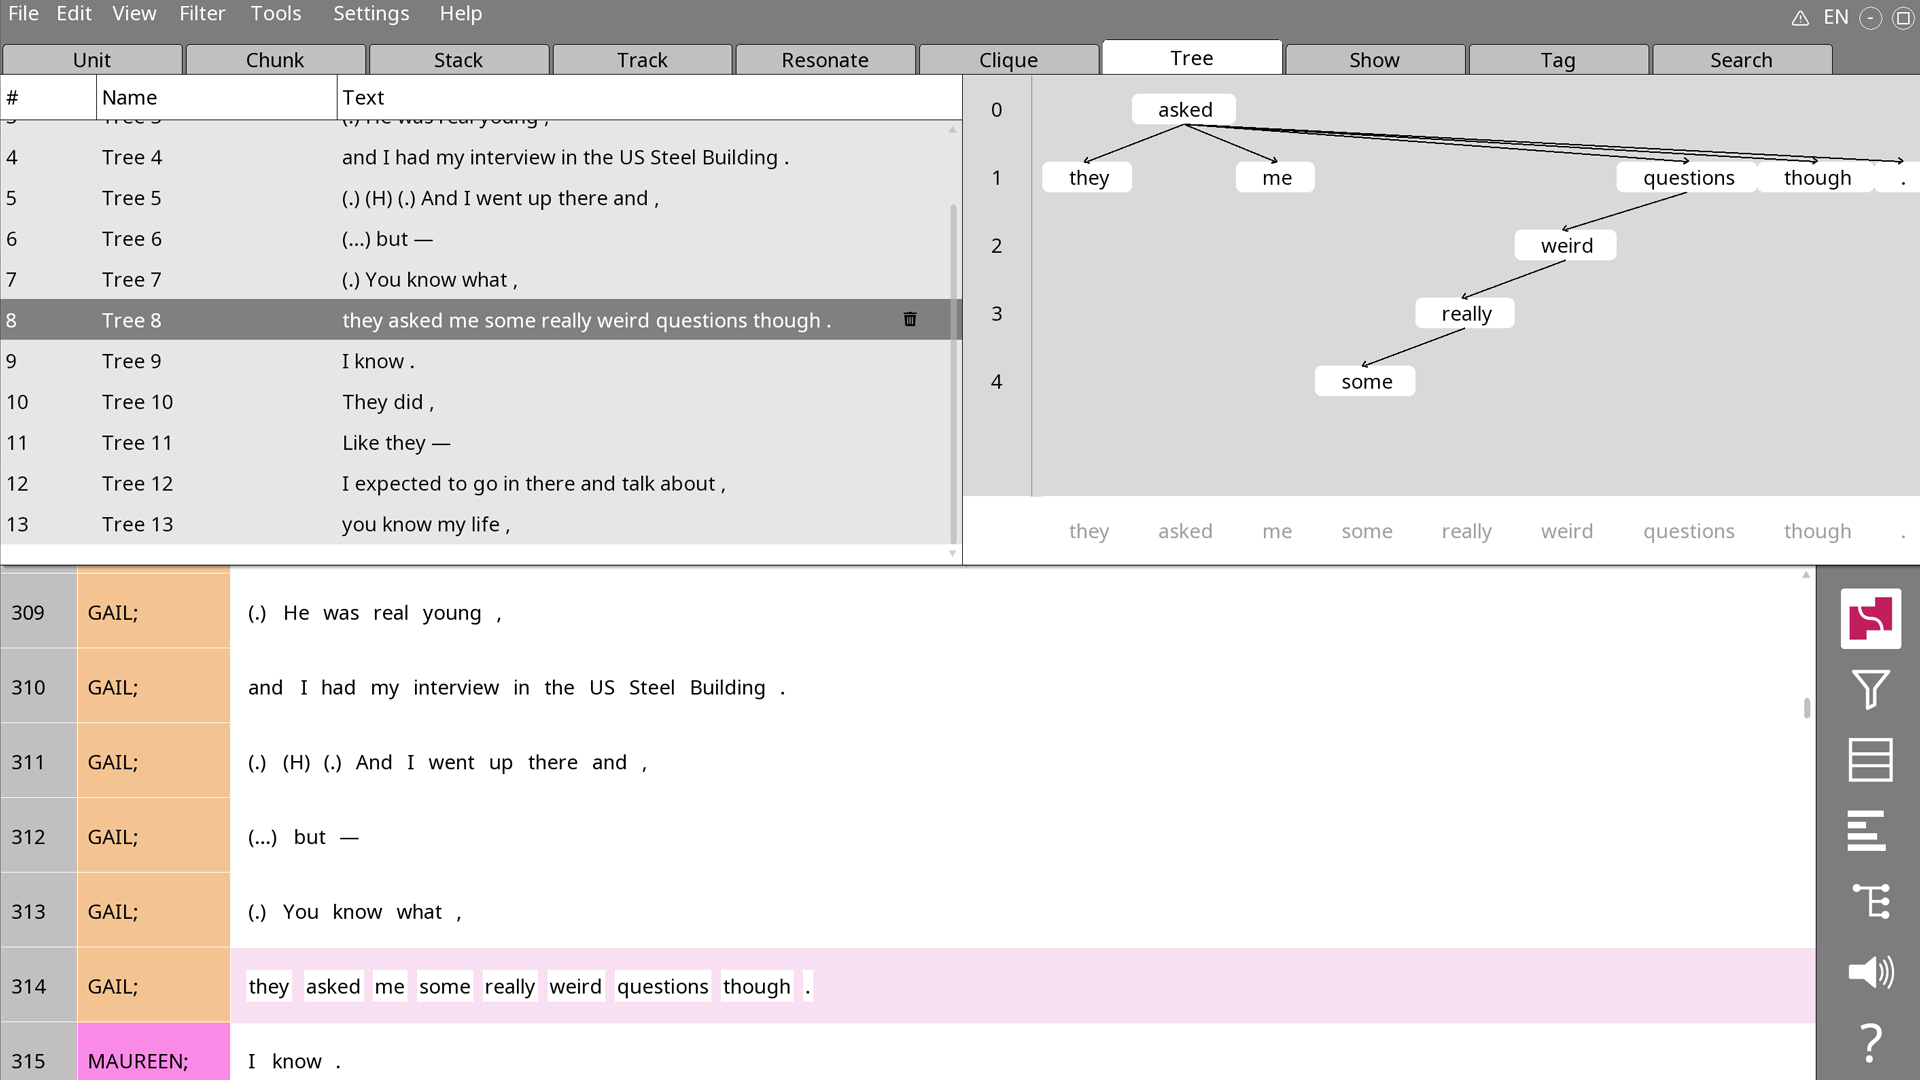 File Edit View Filter Tools Settings Help EN
Unit Chunk Stack Track Resonate Clique Tree Show Tag Search
# Name Text
3 Tree 3 (.) He was real young ,
4 Tree 4 and I had my interview in the US Steel Building .
5 Tree 5 (.) (H) (.) And I went up there and ,
6 Tree 6 (...) but —
7 Tree 7 (.) You know what ,
8 Tree 8 they asked me some really weird questions though .
9 Tree 9 I know .
10 Tree 10 They did ,
11 Tree 11 Like they —
12 Tree 12 I expected to go in there and talk about ,
13 Tree 13 you know my life ,
0 asked
1 they me questions though .
2 weird
3 really
4 some
they asked me some really weird questions though .
309 GAIL; (.) He was real young ,
310 GAIL; and I had my interview in the US Steel Building .
311 GAIL; (.) (H) (.) And I went up there and ,
312 GAIL; (...) but —
313 GAIL; (.) You know what ,
314 GAIL; they asked me some really weird questions though .
315 MAUREEN; I know .
?